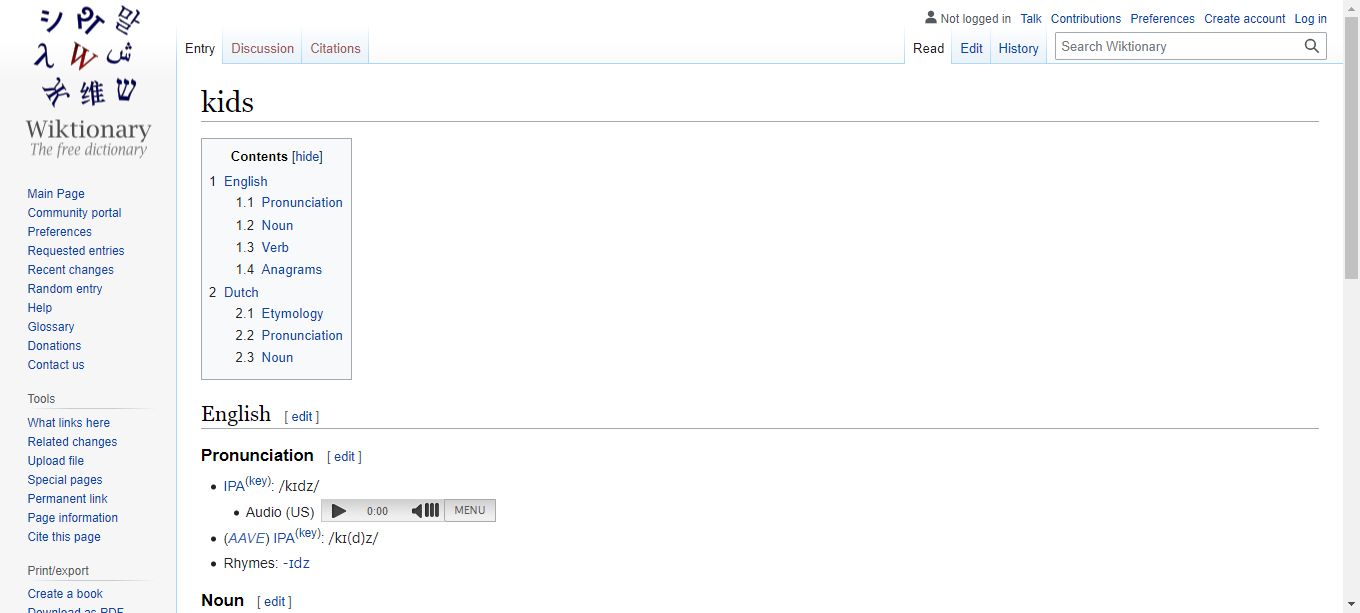 シ ק 말
λ W ش
र्क 维 ש
Wiktionary
The free dictionary
Not logged in Talk Contributions Preferences Create account Log in
Entry Discussion Citations
Read Edit History Search Wiktionary
kids
Contents [hide]
1 English
1.1 Pronunciation
1.2 Noun
1.3 Verb
1.4 Anagrams
2 Dutch
2.1 Etymology
2.2 Pronunciation
2.3 Noun
English [ edit ]
Pronunciation [ edit ]
• IPA(key): /kɪdz/
• Audio (US) 0:00 MENU
• (AAVE) IPA(key): /kɪ(d)z/
• Rhymes: -ɪdz
Noun [ edit ]
Main Page
Community portal
Preferences
Requested entries
Recent changes
Random entry
Help
Glossary
Donations
Contact us
Tools
What links here
Related changes
Upload file
Special pages
Permanent link
Page information
Cite this page
Print/export
Create a book
Download as PDF